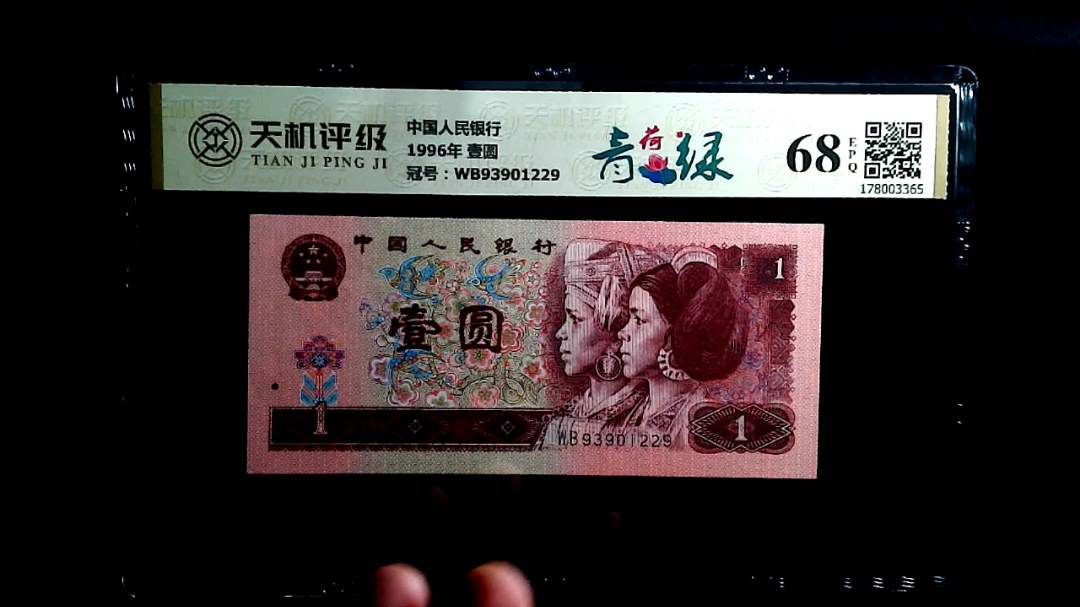 天机评级
TIAN JI PING JI
中国人民银行
1996年 壹圆
冠号：WB93901229
青荷绿
68
EPQ
178003365
中国人民银行
1
壹圆
1
WB93901229
1